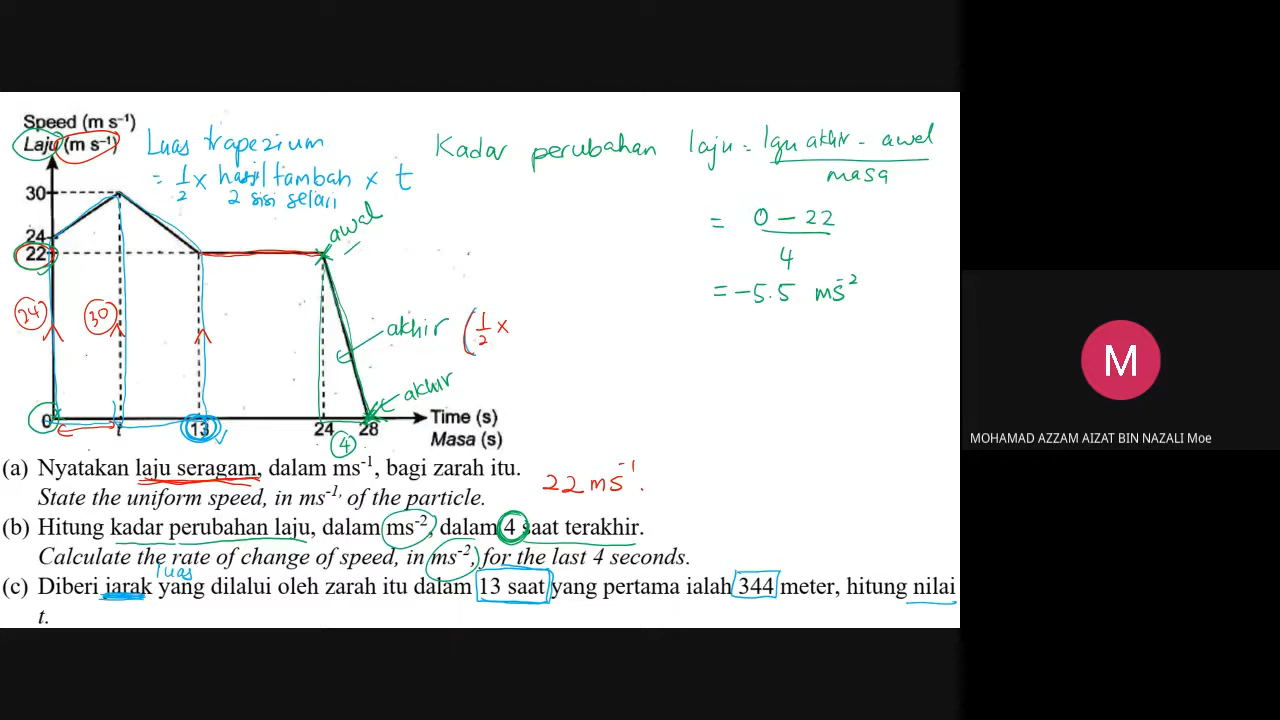 Speed (m s⁻¹)
Laju (m s⁻¹)
Luas trapezium
= 1/2 × hasil tambah × t
2 sisi selari
Kadar perubahan laju = laju akhir - awal
masa
= 0 - 22
4
= -5.5 ms⁻²
30
24
22
0
awal
24
30
akhir
(1/2 ×
akhir
t
13
24
28
4
Time (s)
Masa (s)
(a) Nyatakan laju seragam, dalam ms⁻¹, bagi zarah itu.
State the uniform speed, in ms⁻¹, of the particle.
22 ms⁻¹.
(b) Hitung kadar perubahan laju, dalam ms⁻², dalam 4 saat terakhir.
Calculate the rate of change of speed, in ms⁻², for the last 4 seconds.
luas
(c) Diberi jarak yang dilalui oleh zarah itu dalam 13 saat yang pertama ialah 344 meter, hitung nilai
t.
M
MOHAMAD AZZAM AIZAT BIN NAZALI Moe